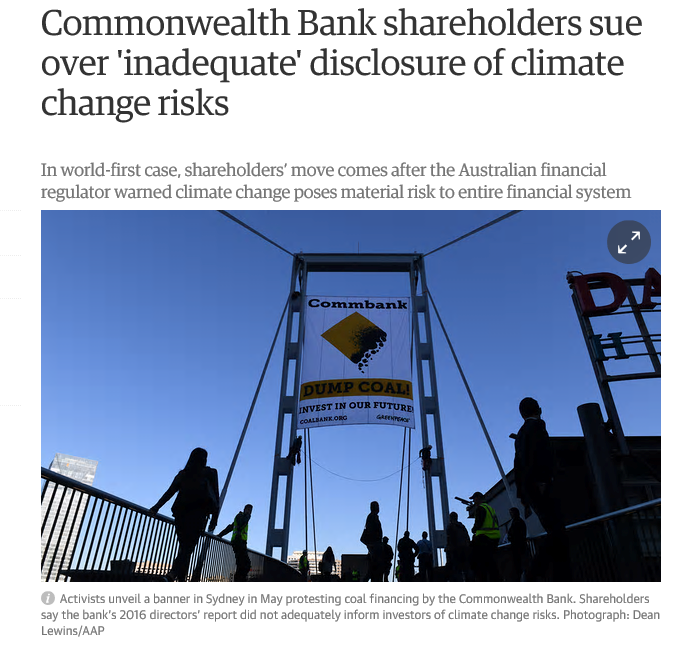 Commonwealth Bank shareholders sue
over 'inadequate' disclosure of climate
change risks
In world-first case, shareholders' move comes after the Australian financial
regulator warned climate change poses material risk to entire financial system
Commbank
DUMP COAL!
INVEST IN OUR FUTURE
COALBANK.ORG GREENPEACE
DA
H
Activists unveil a banner in Sydney in May protesting coal financing by the Commonwealth Bank. Shareholders
say the bank's 2016 directors' report did not adequately inform investors of climate change risks. Photograph: Dean
Lewins/AAP